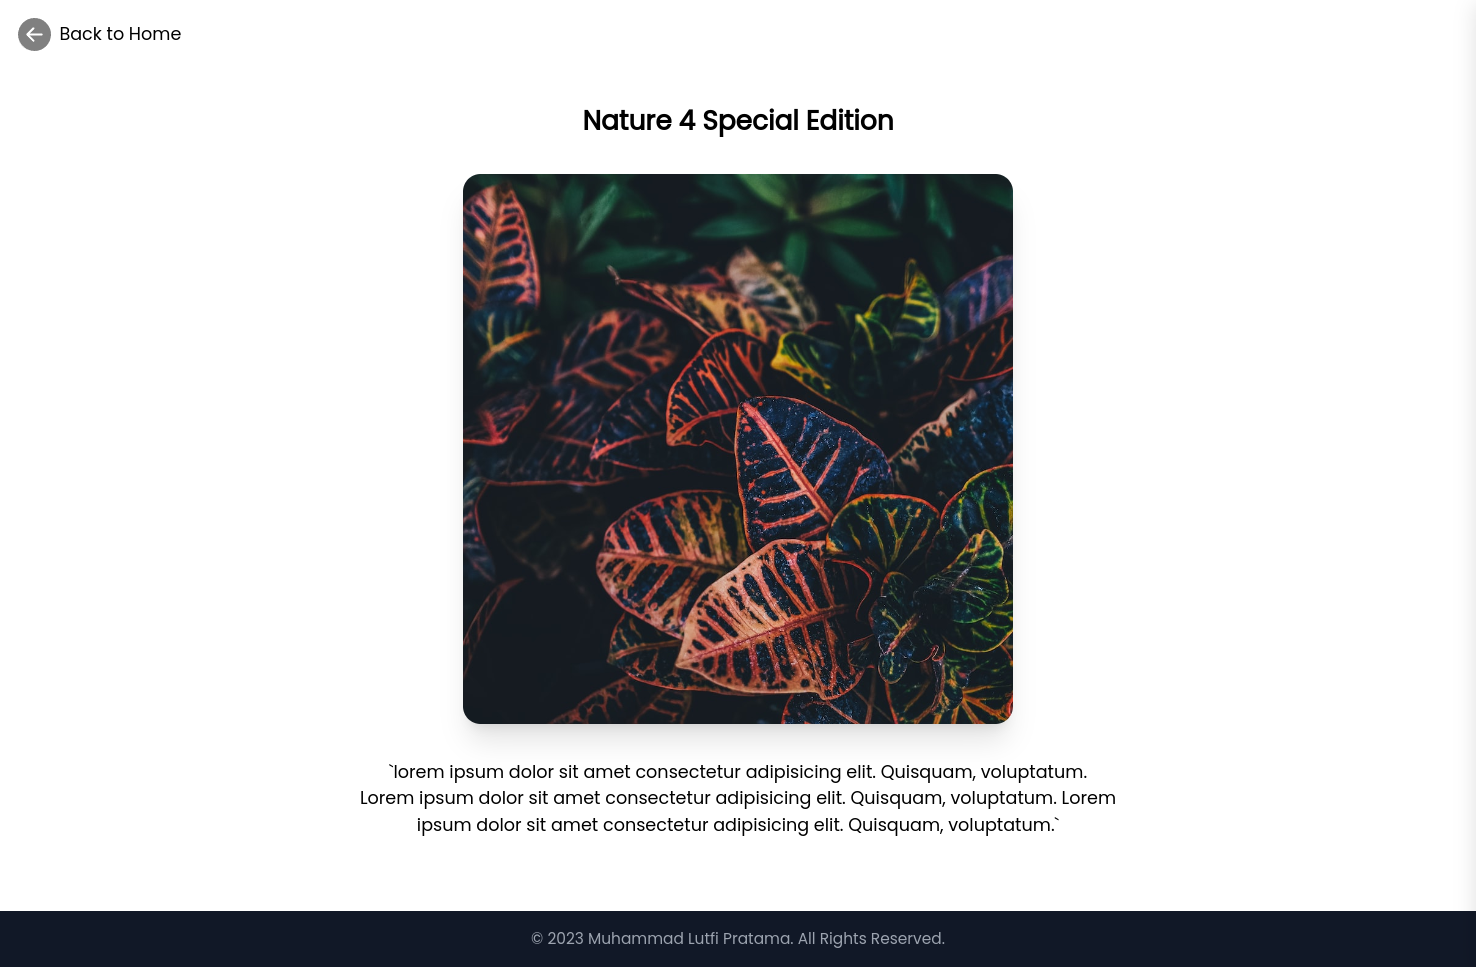 Back to Home
Nature 4 Special Edition
`lorem ipsum dolor sit amet consectetur adipisicing elit. Quisquam, voluptatum.
Lorem ipsum dolor sit amet consectetur adipisicing elit. Quisquam, voluptatum. Lorem
ipsum dolor sit amet consectetur adipisicing elit. Quisquam, voluptatum.`
© 2023 Muhammad Lutfi Pratama. All Rights Reserved.